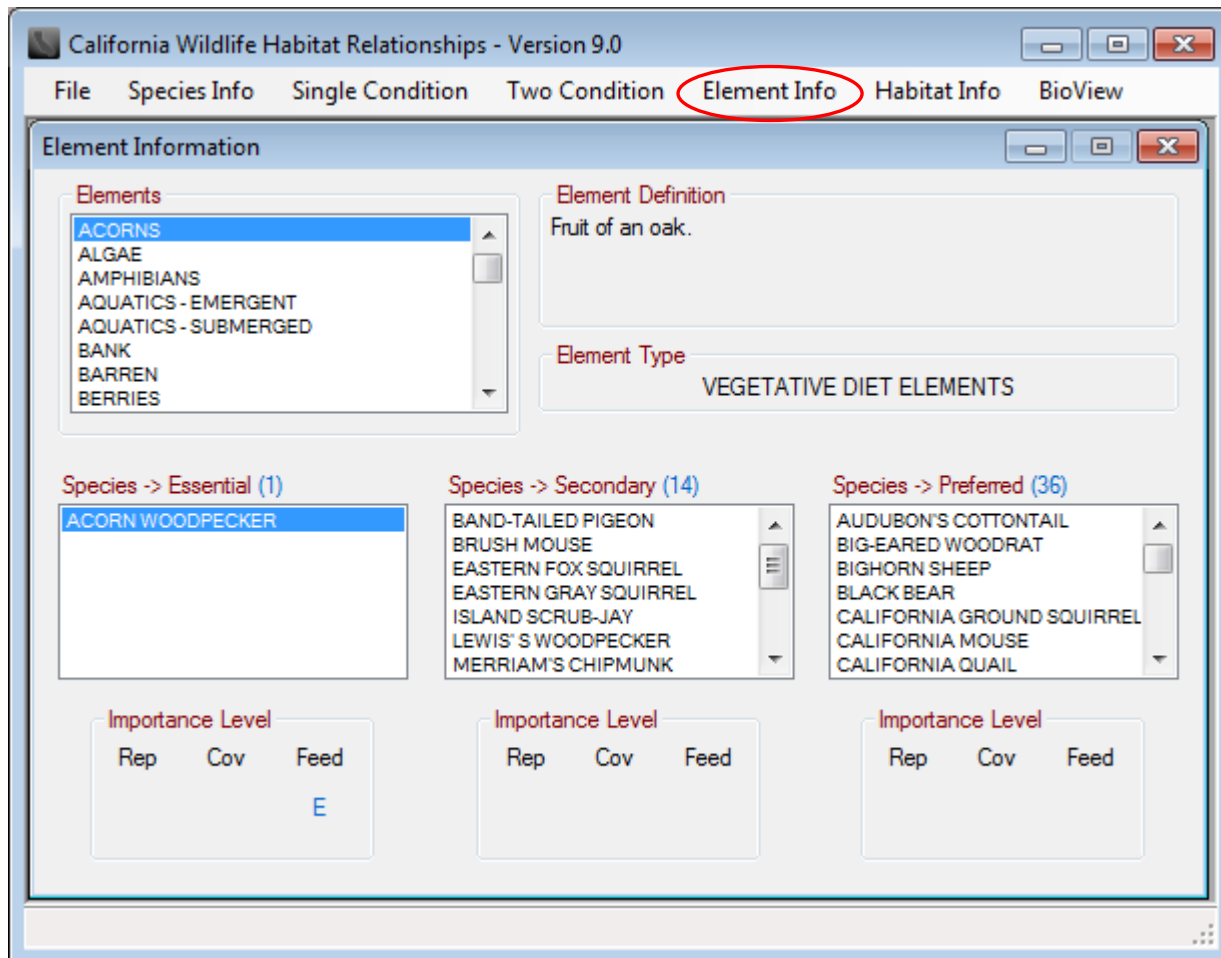 California Wildlife Habitat Relationships - Version 9.0
File Species Info Single Condition Two Condition Element Info Habitat Info BioView
Element Information
Elements
ACORNS
ALGAE
AMPHIBIANS
AQUATICS - EMERGENT
AQUATICS - SUBMERGED
BANK
BARREN
BERRIES
Element Definition
Fruit of an oak.
Element Type
VEGETATIVE DIET ELEMENTS
Species -> Essential (1)
ACORN WOODPECKER
Species -> Secondary (14)
BAND-TAILED PIGEON
BRUSH MOUSE
EASTERN FOX SQUIRREL
EASTERN GRAY SQUIRREL
ISLAND SCRUB-JAY
LEWIS' S WOODPECKER
MERRIAM'S CHIPMUNK
Species -> Preferred (36)
AUDUBON'S COTTONTAIL
BIG-EARED WOODRAT
BIGHORN SHEEP
BLACK BEAR
CALIFORNIA GROUND SQUIRREL
CALIFORNIA MOUSE
CALIFORNIA QUAIL
Importance Level
Rep Cov Feed
E
Importance Level
Rep Cov Feed
Importance Level
Rep Cov Feed